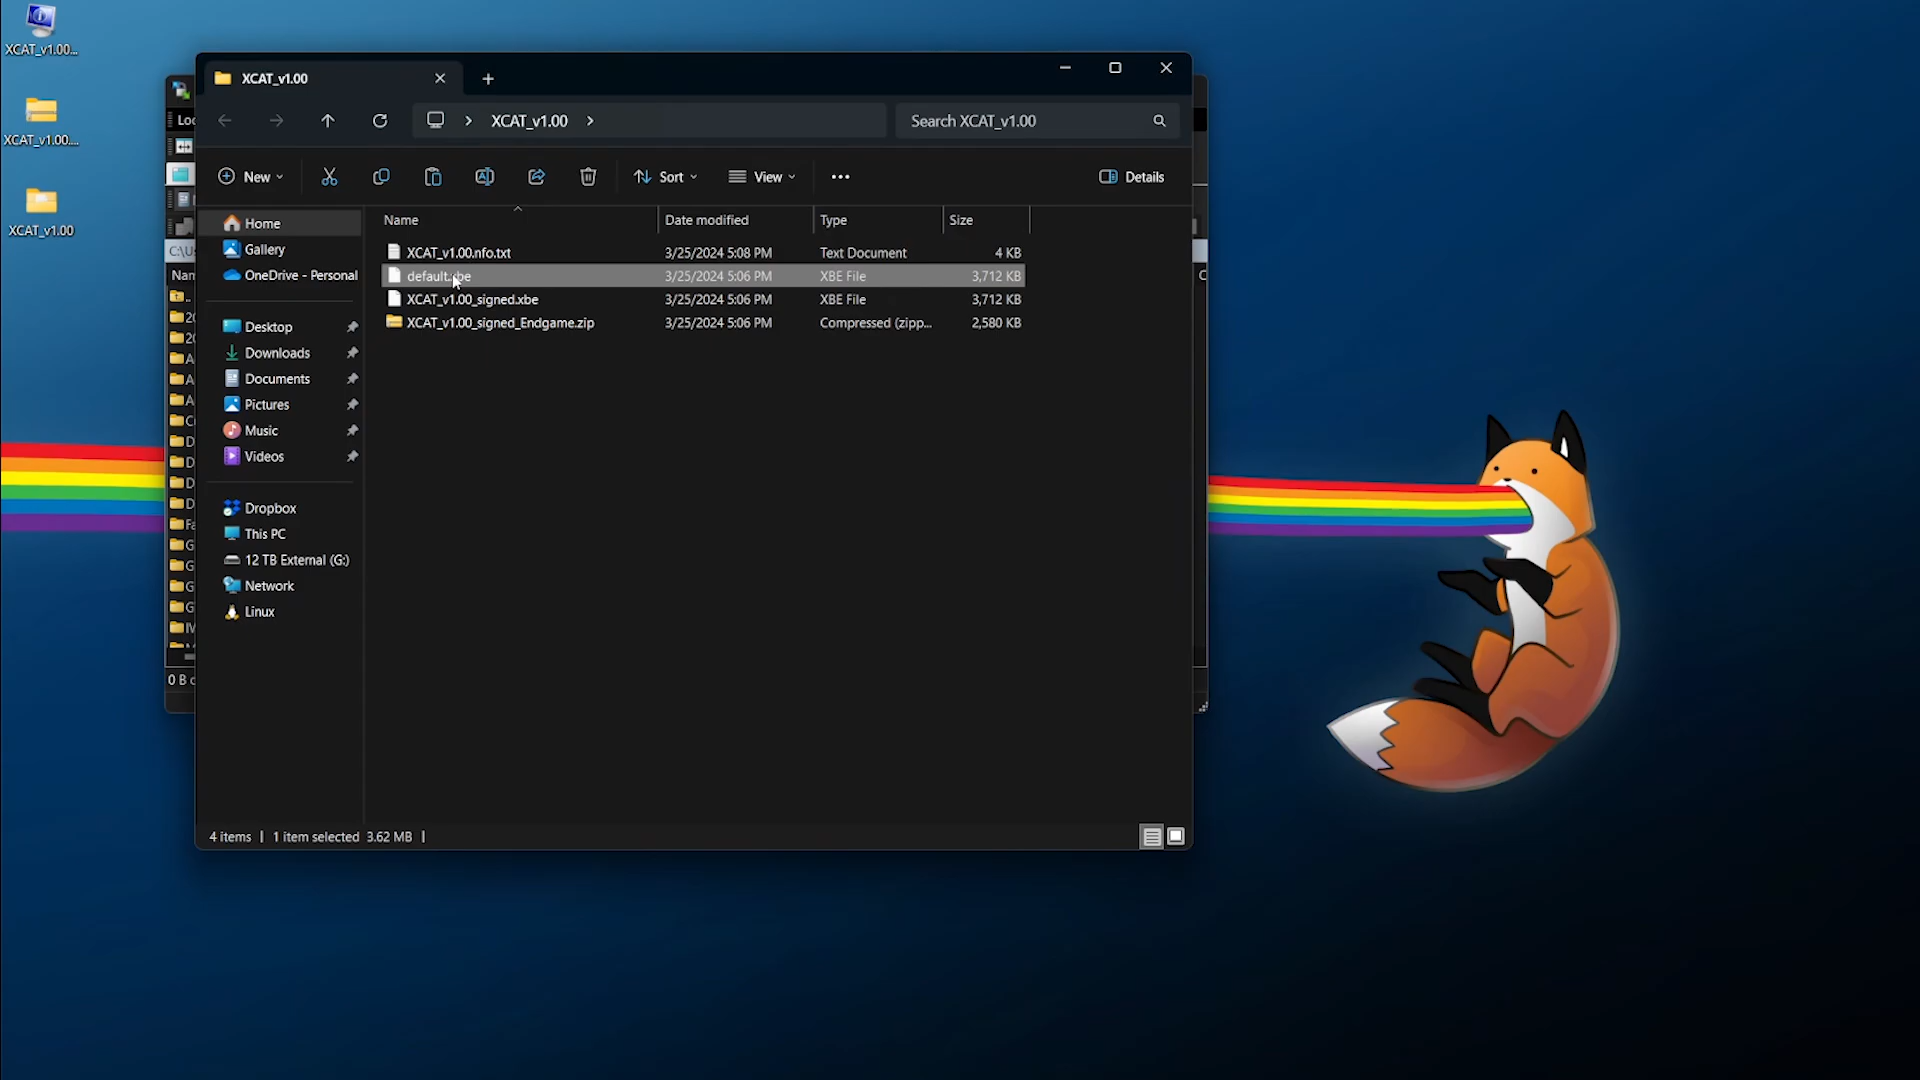 XCAT_v1.00...
XCAT_v1.00....
XCAT_v1.00
XCAT_v1.00
XCAT_v1.00
Search XCAT_v1.00
New
Sort
View
Details
Home
Gallery
OneDrive - Personal
Desktop
Downloads
Documents
Pictures
Music
Videos
Dropbox
This PC
12 TB External (G:)
Network
Linux
Name Date modified Type Size
XCAT_v1.00.nfo.txt 3/25/2024 5:08 PM Text Document 4 KB
default.xbe 3/25/2024 5:06 PM XBE File 3,712 KB
XCAT_v1.00_signed.xbe 3/25/2024 5:06 PM XBE File 3,712 KB
XCAT_v1.00_signed_Endgame.zip 3/25/2024 5:06 PM Compressed (zipp... 2,580 KB
4 items | 1 item selected 3.62 MB |